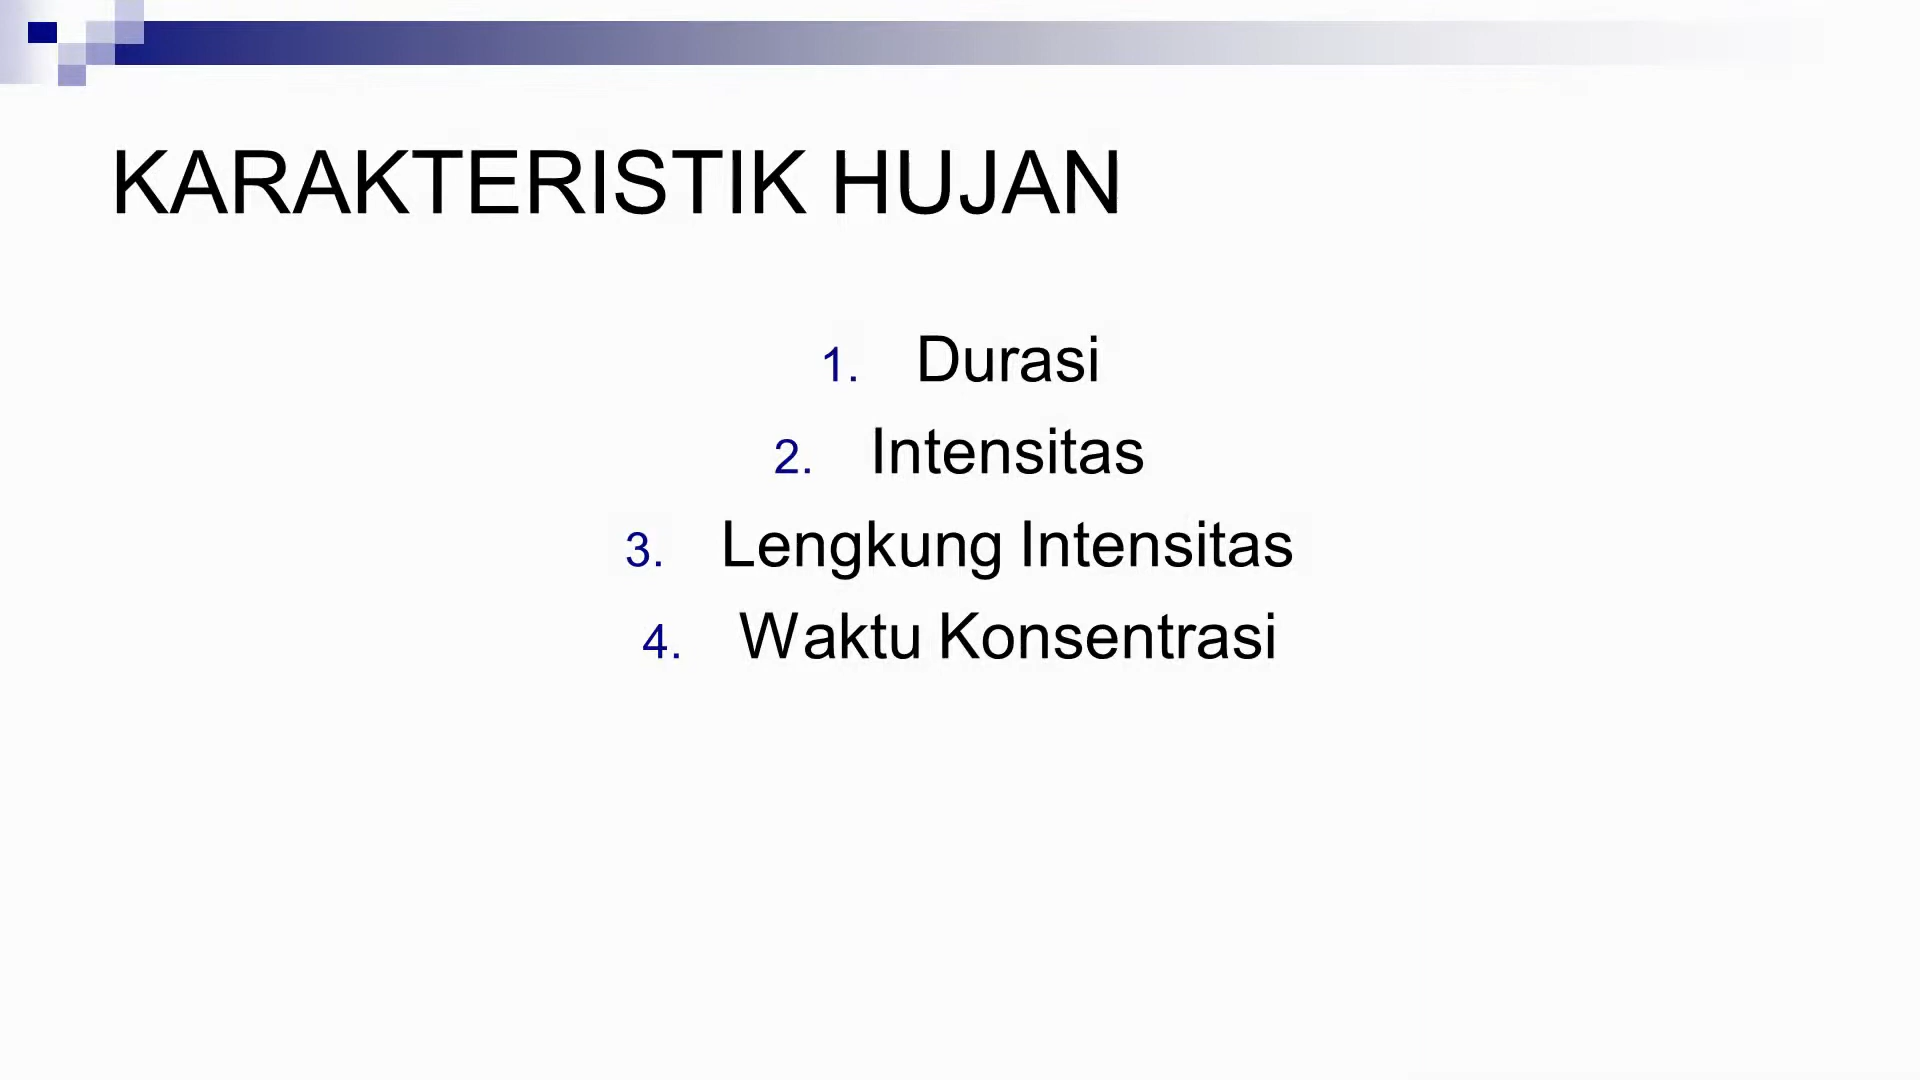 KARAKTERISTIK HUJAN
1. Durasi
2. Intensitas
3. Lengkung Intensitas
4. Waktu Konsentrasi